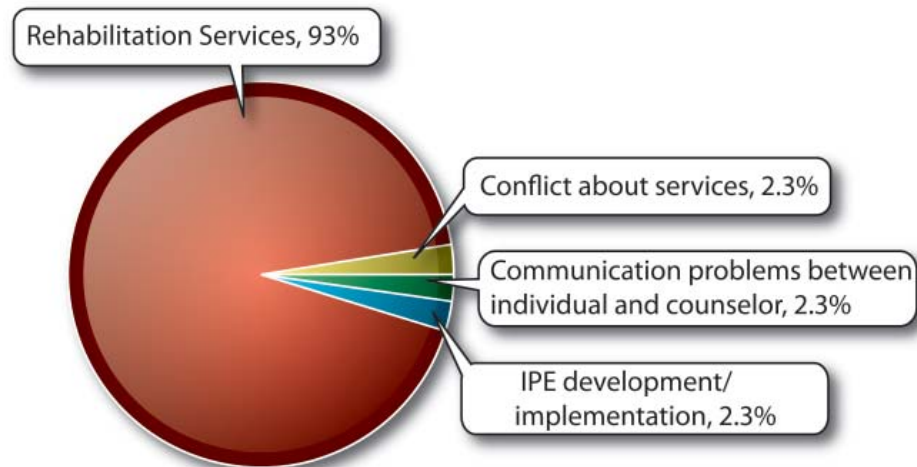 Rehabilitation Services, 93%
Conflict about services, 2.3%
Communication problems between
individual and counselor, 2.3%
IPE development/
implementation, 2.3%